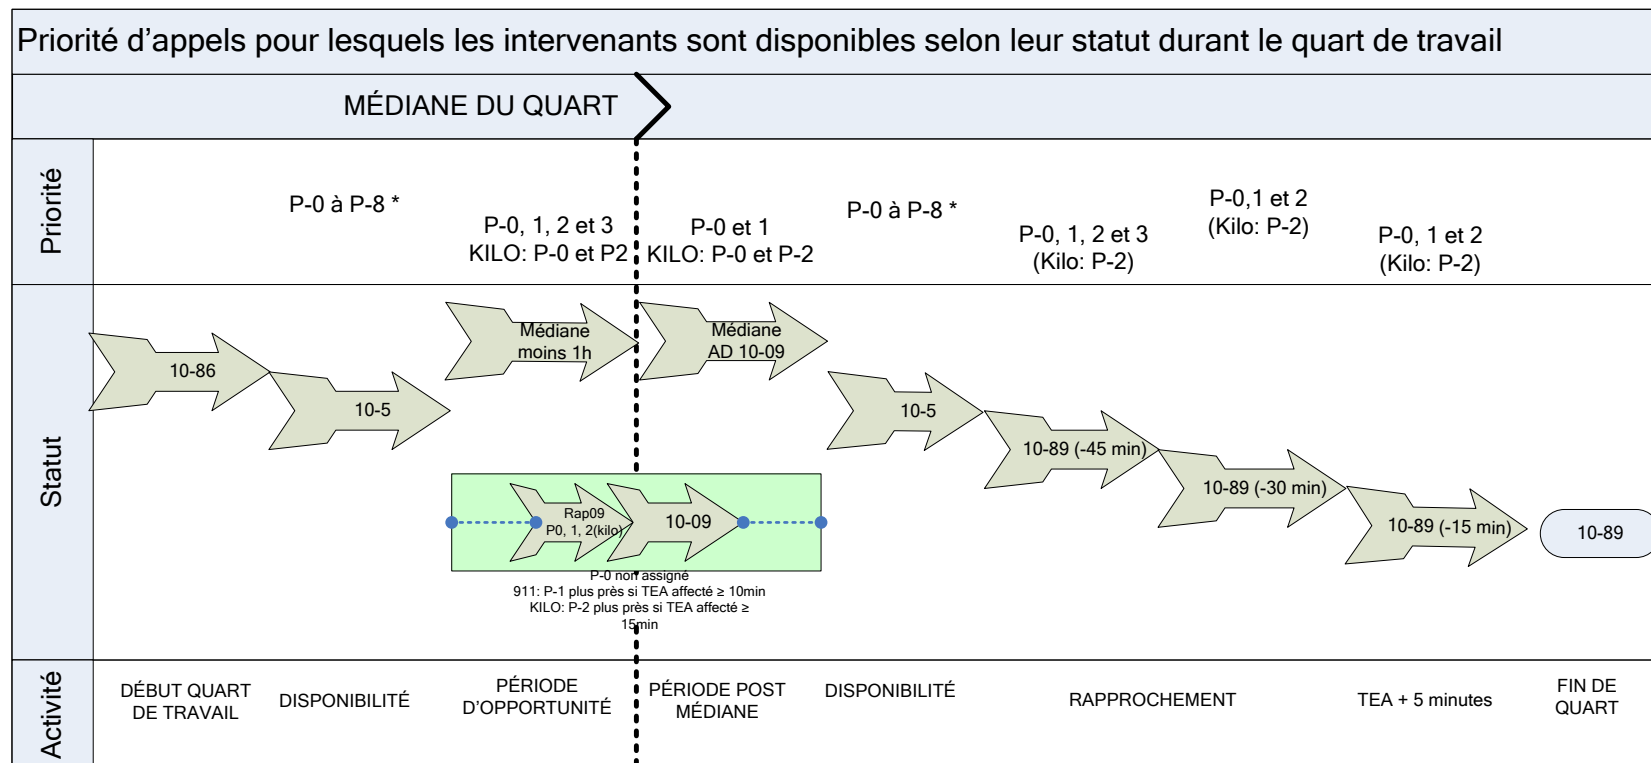 Priorité d'appels pour lesquels les intervenants sont disponibles selon leur statut durant le quart de travail
MÉDIANE DU QUART
Priorité
P-0 à P-8 *
P-0, 1, 2 et 3
KILO: P-0 et P2
P-0 et 1
KILO: P-0 et P-2
P-0 à P-8 *
P-0, 1, 2 et 3
(Kilo: P-2)
P-0,1 et 2
(Kilo: P-2)
P-0, 1 et 2
(Kilo: P-2)
Statut
10-86
10-5
Médiane
moins 1h
Médiane
AD 10-09
10-5
10-89 (-45 min)
10-89 (-30 min)
10-89 (-15 min)
10-89
Rap09
P0, 1, 2(kilo)
10-09
P-0 non assigné
911: P-1 plus près si TEA affecté ≥ 10min
KILO: P-2 plus près si TEA affecté ≥
15min
Activité
DÉBUT QUART
DE TRAVAIL
DISPONIBILITÉ
PÉRIODE
D'OPPORTUNITÉ
PÉRIODE POST
MÉDIANE
DISPONIBILITÉ
RAPPROCHEMENT
TEA + 5 minutes
FIN DE
QUART